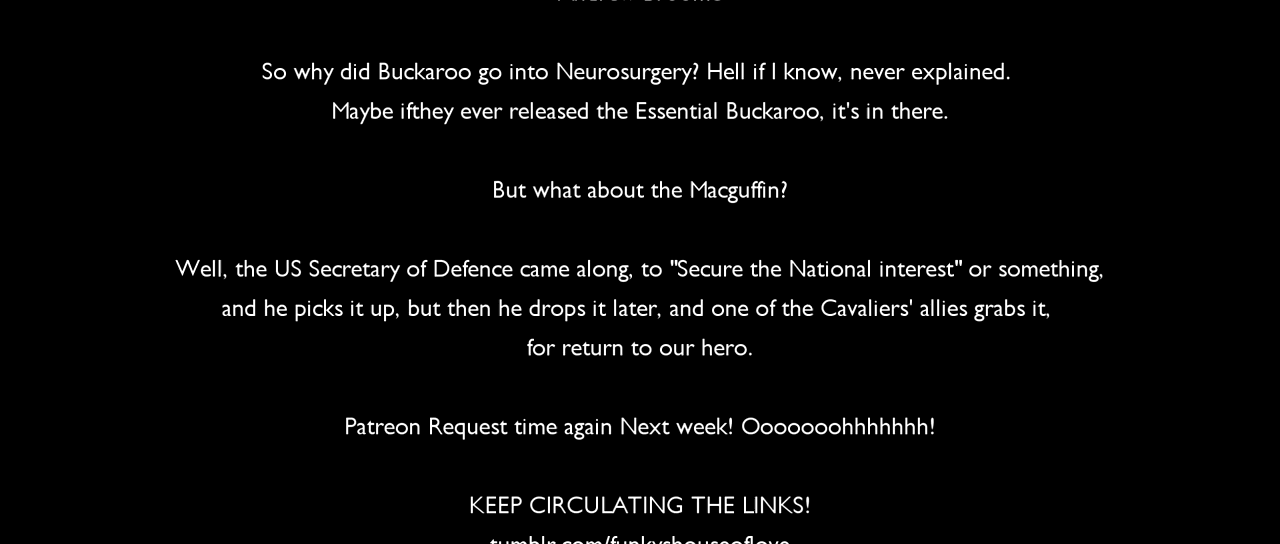 So why did Buckaroo go into Neurosurgery? Hell if I know, never explained.
Maybe ifthey ever released the Essential Buckaroo, it's in there.
But what about the Macguffin?
Well, the US Secretary of Defence came along, to "Secure the National interest" or something,
and he picks it up, but then he drops it later, and one of the Cavaliers' allies grabs it,
for return to our hero.
Patreon Request time again Next week! Ooooooohhhhhhh!
KEEP CIRCULATING THE LINKS!
tumblr.com/funkyshouseoflove